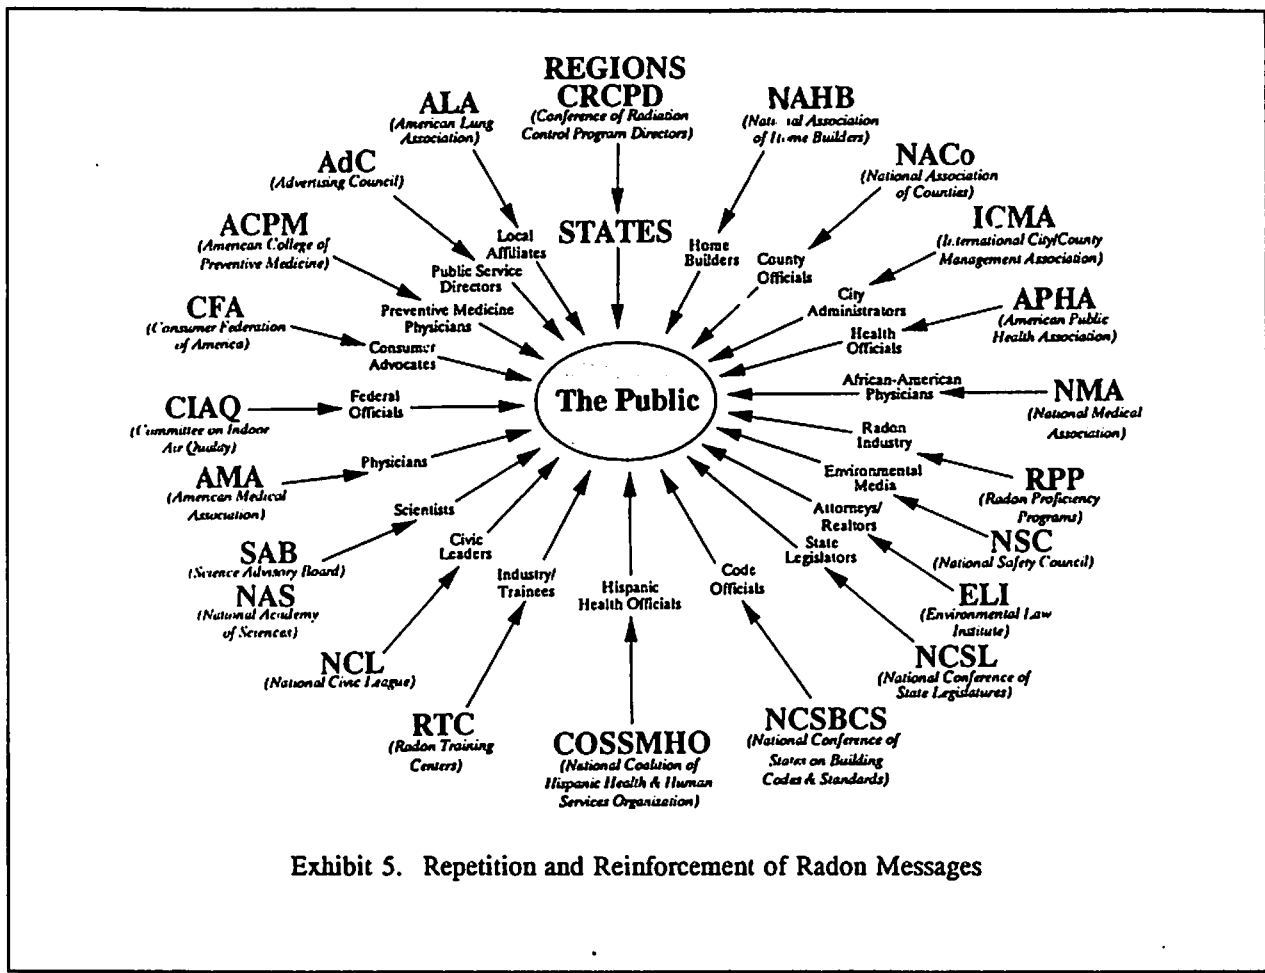 REGIONS
CRCPD
(Conference of Radiation
Control Program Directors)
STATES
NAHB
(National Association
of Home Builders)
Home
Builders
NACo
(National Association
of Counties)
County
Officials
ICMA
(International City/County
Management Association)
City
Administrators
APHA
(American Public
Health Association)
Health
Officials
NMA
(National Medical
Association)
African-American
Physicians
RPP
(Radon Proficiency
Programs)
Radon
Industry
NSC
(National Safety Council)
Environmental
Media
ELI
(Environmental Law
Institute)
Attorneys/
Realtors
NCSL
(National Conference of
State Legislatures)
State
Legislators
NCSBCS
(National Conference of
States on Building
Codes & Standards)
Code
Officials
COSSMHO
(National Coalition of
Hispanic Health & Human
Services Organization)
Hispanic
Health Officials
RTC
(Radon Training
Centers)
Industry/
Trainees
NCL
(National Civic League)
Civic
Leaders
SAB
(Science Advisory Board)
NAS
(National Academy
of Sciences)
Scientists
AMA
(American Medical
Association)
Physicians
CIAQ
(Committee on Indoor
Air Quality)
Federal
Officials
CFA
(Consumer Federation
of America)
Consumer
Advocates
ACPM
(American College of
Preventive Medicine)
Preventive Medicine
Physicians
AdC
(Advertising Council)
Public Service
Directors
ALA
(American Lung
Association)
Local
Affiliates
The Public
Exhibit 5. Repetition and Reinforcement of Radon Messages